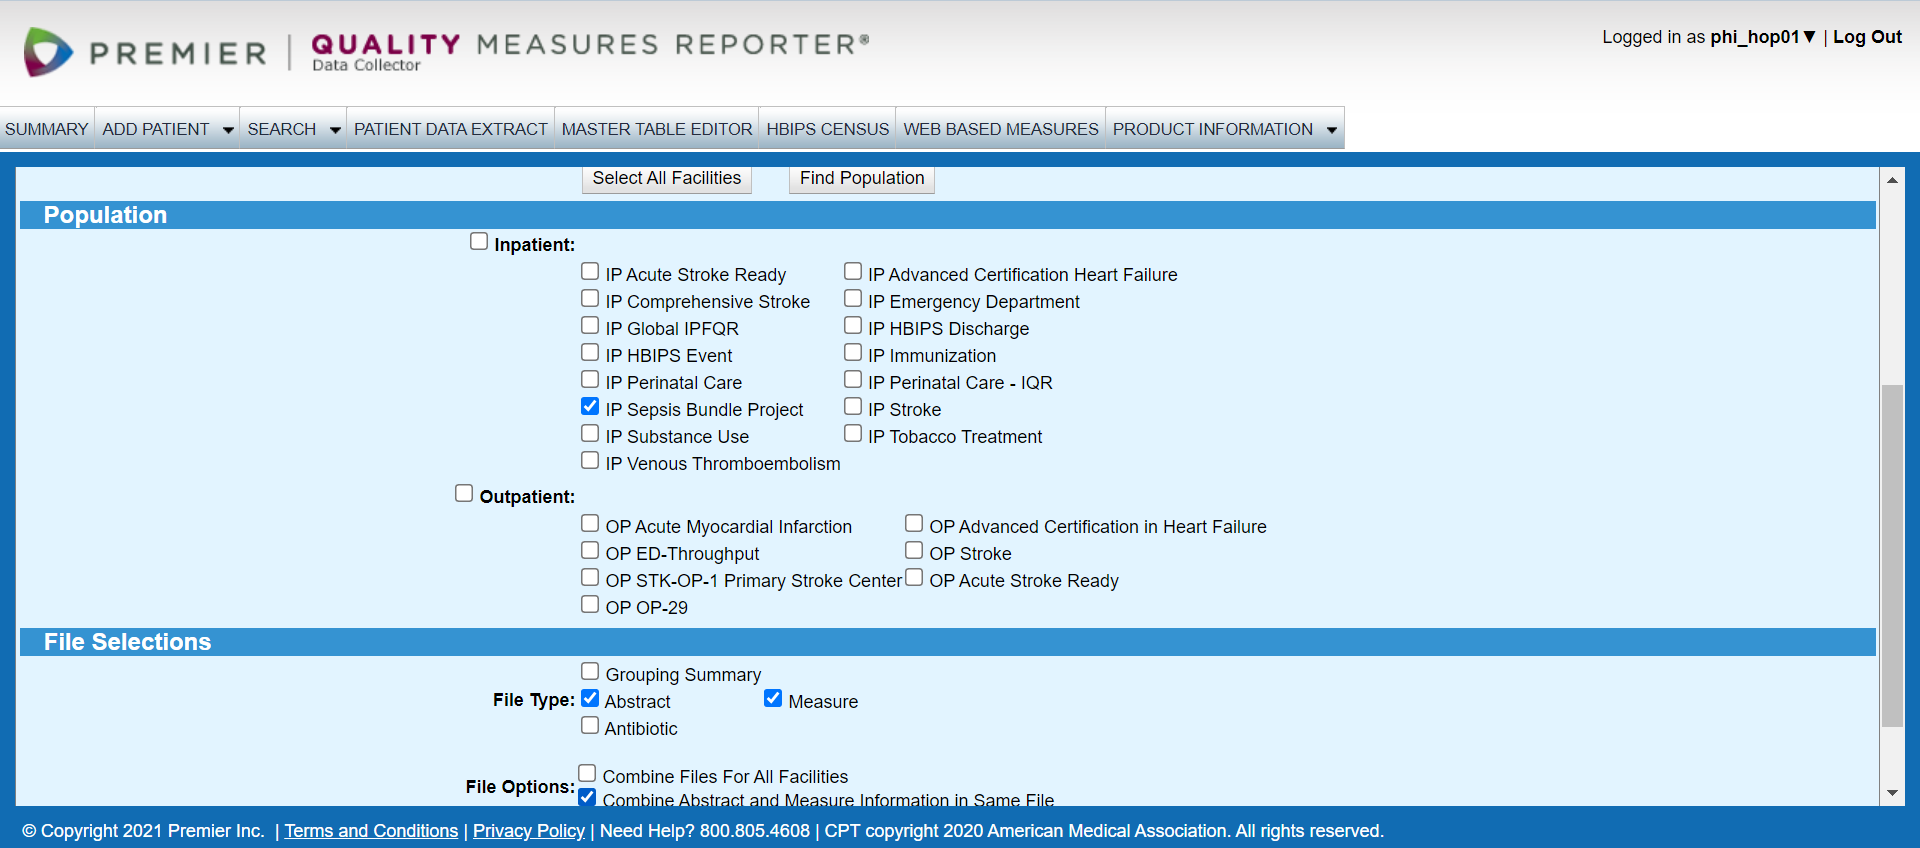 PREMIER
QUALITY MEASURES REPORTER®
Data Collector
Logged in as phi_hop01▼ | Log Out
SUMMARY ADD PATIENT SEARCH PATIENT DATA EXTRACT MASTER TABLE EDITOR HBIPS CENSUS WEB BASED MEASURES PRODUCT INFORMATION
Select All Facilities Find Population
Population
Inpatient:
IP Acute Stroke Ready IP Advanced Certification Heart Failure
IP Comprehensive Stroke IP Emergency Department
IP Global IPFQR IP HBIPS Discharge
IP HBIPS Event IP Immunization
IP Perinatal Care IP Perinatal Care - IQR
IP Sepsis Bundle Project IP Stroke
IP Substance Use IP Tobacco Treatment
IP Venous Thromboembolism
Outpatient:
OP Acute Myocardial Infarction OP Advanced Certification in Heart Failure
OP ED-Throughput OP Stroke
OP STK-OP-1 Primary Stroke Center OP Acute Stroke Ready
OP OP-29
File Selections
Grouping Summary
File Type: Abstract Measure
Antibiotic
Combine Files For All Facilities
File Options:
Combine Abstract and Measure Information in Same File
© Copyright 2021 Premier Inc. | Terms and Conditions | Privacy Policy | Need Help? 800.805.4608 | CPT copyright 2020 American Medical Association. All rights reserved.